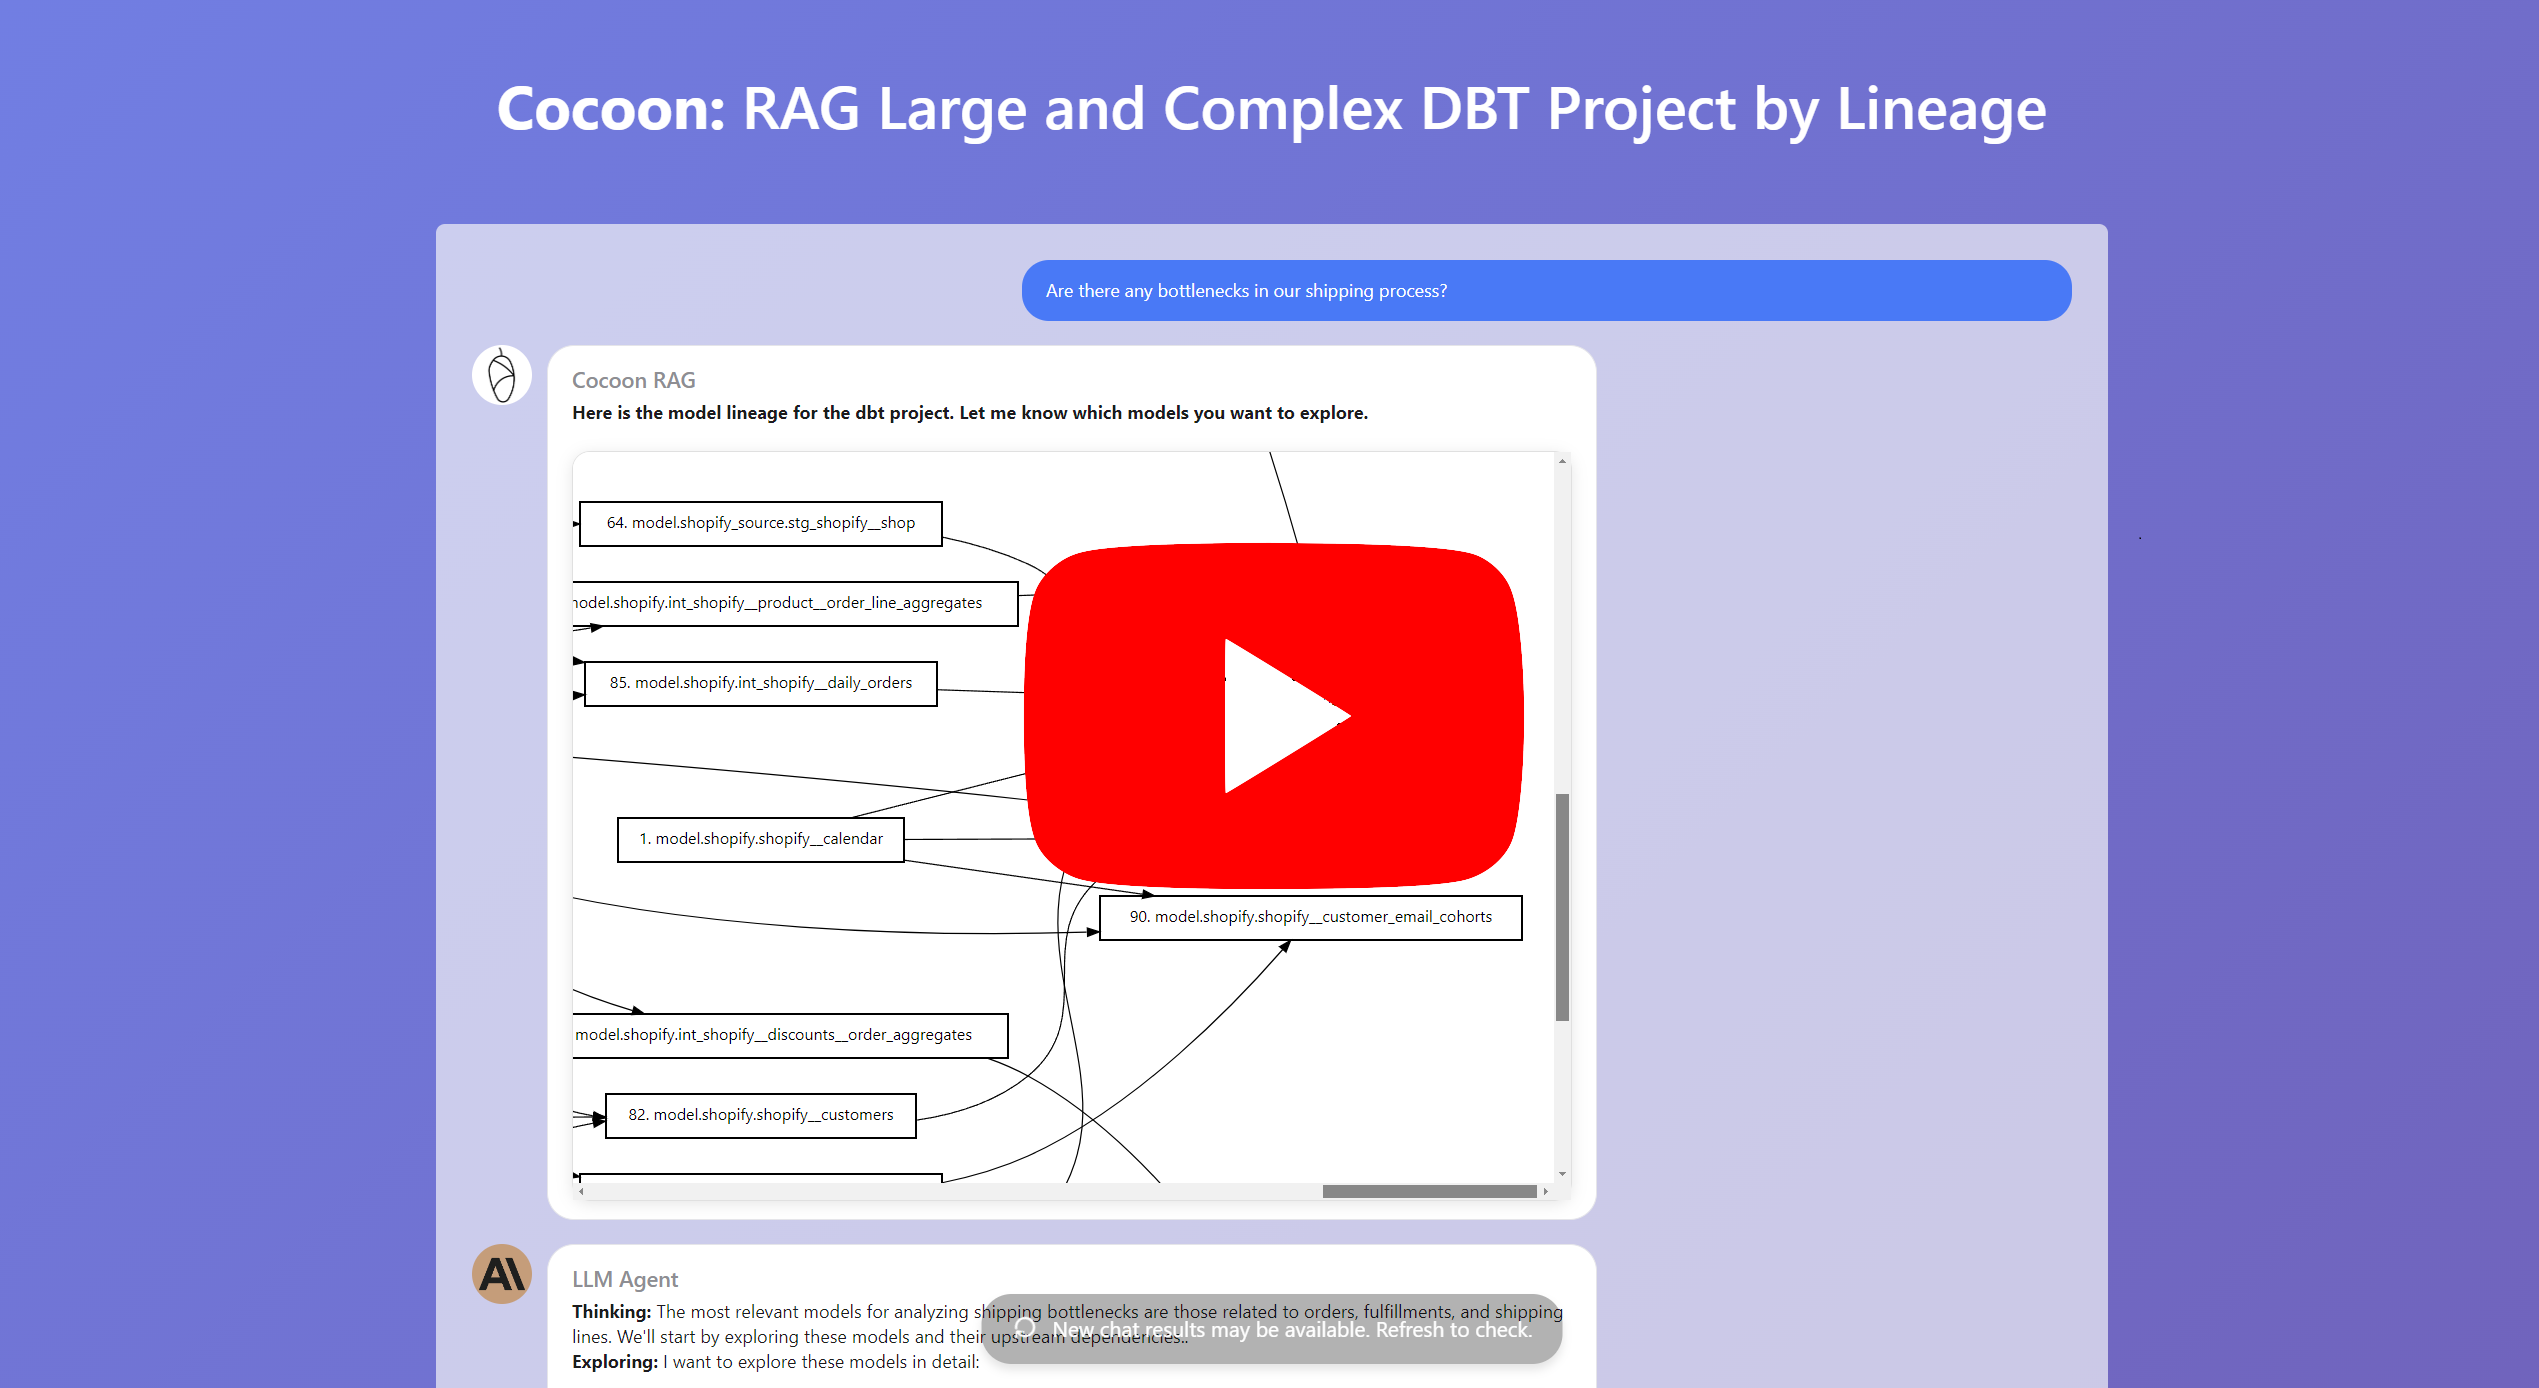 Cocoon: RAG Large and Complex DBT Project by Lineage
Are there any bottlenecks in our shipping process?
Cocoon RAG
Here is the model lineage for the dbt project. Let me know which models you want to explore.
64. model.shopify_source.stg_shopify__shop
model.shopify.int_shopify__product__order_line_aggregates
85. model.shopify.int_shopify__daily_orders
1. model.shopify.shopify__calendar
90. model.shopify.shopify__customer_email_cohorts
model.shopify.int_shopify__discounts__order_aggregates
82. model.shopify.shopify__customers
LLM Agent
Thinking: The most relevant models for analyzing shipping bottlenecks are those related to orders, fulfillments, and shipping
lines. We'll start by exploring these models and their upstream dependencies..
New chat results may be available. Refresh to check.
Exploring: I want to explore these models in detail: